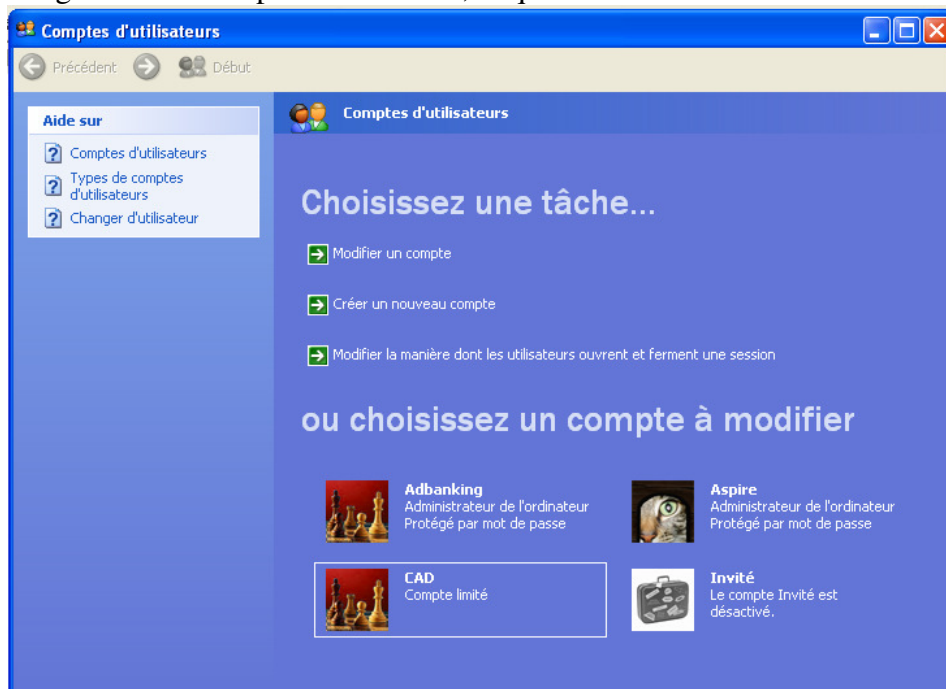 Comptes d'utilisateurs
Précédent
Début
Aide sur
Comptes d'utilisateurs
Types de comptes
d'utilisateurs
Changer d'utilisateur
Comptes d'utilisateurs
Choisissez une tâche...
Modifier un compte
Créer un nouveau compte
Modifier la manière dont les utilisateurs ouvrent et ferment une session
ou choisissez un compte à modifier
Adbanking
Administrateur de l'ordinateur
Protégé par mot de passe
Aspire
Administrateur de l'ordinateur
Protégé par mot de passe
CAD
Compte limité
Invité
Le compte Invité est
désactivé.